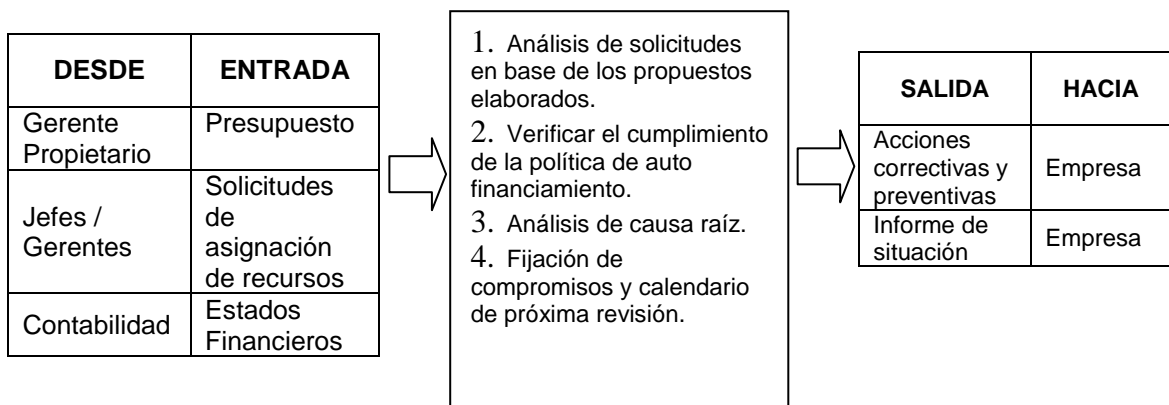 DESDE ENTRADA
Gerente
Propietario
Presupuesto
Jefes /
Gerentes
Solicitudes
de
asignación
de recursos
Contabilidad
Estados
Financieros
1. Análisis de solicitudes
en base de los propuestos
elaborados.
2. Verificar el cumplimiento
de la política de auto
financiamiento.
3. Análisis de causa raíz.
4. Fijación de
compromisos y calendario
de próxima revisión.
SALIDA HACIA
Acciones
correctivas y
preventivas
Empresa
Informe de
situación
Empresa